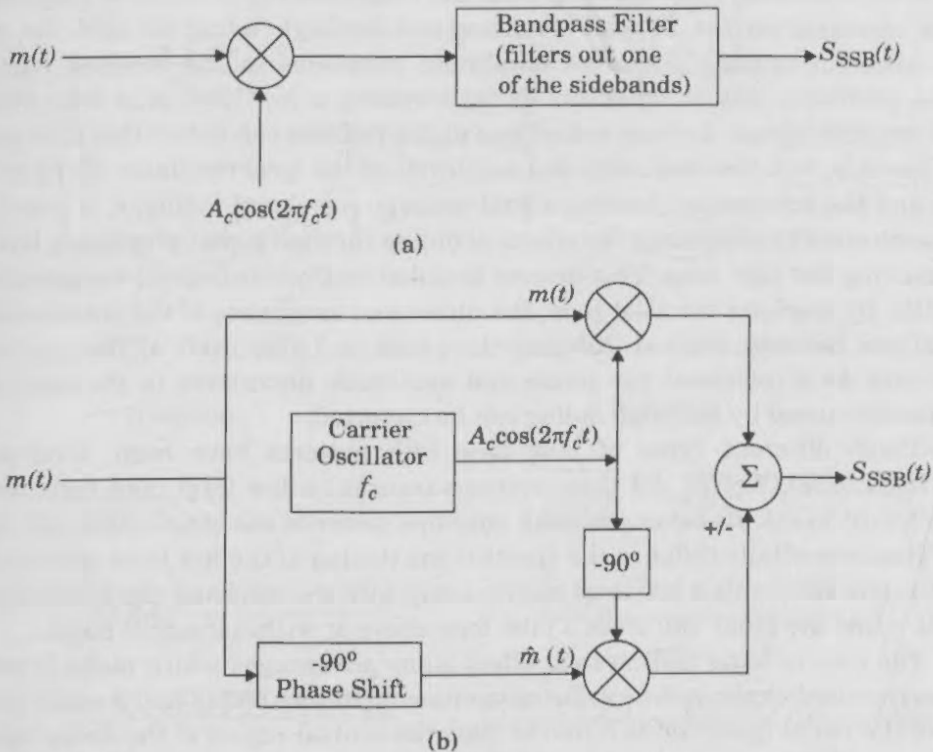 m(t)
Bandpass Filter
(filters out one
of the sidebands)
S_SSB(t)
A_c cos(2πf_c t)
(a)
m(t)
m(t)
Carrier
Oscillator
f_c
A_c cos(2πf_c t)
Σ
S_SSB(t)
+/-
-90°
-90°
Phase Shift
m̂ (t)
(b)